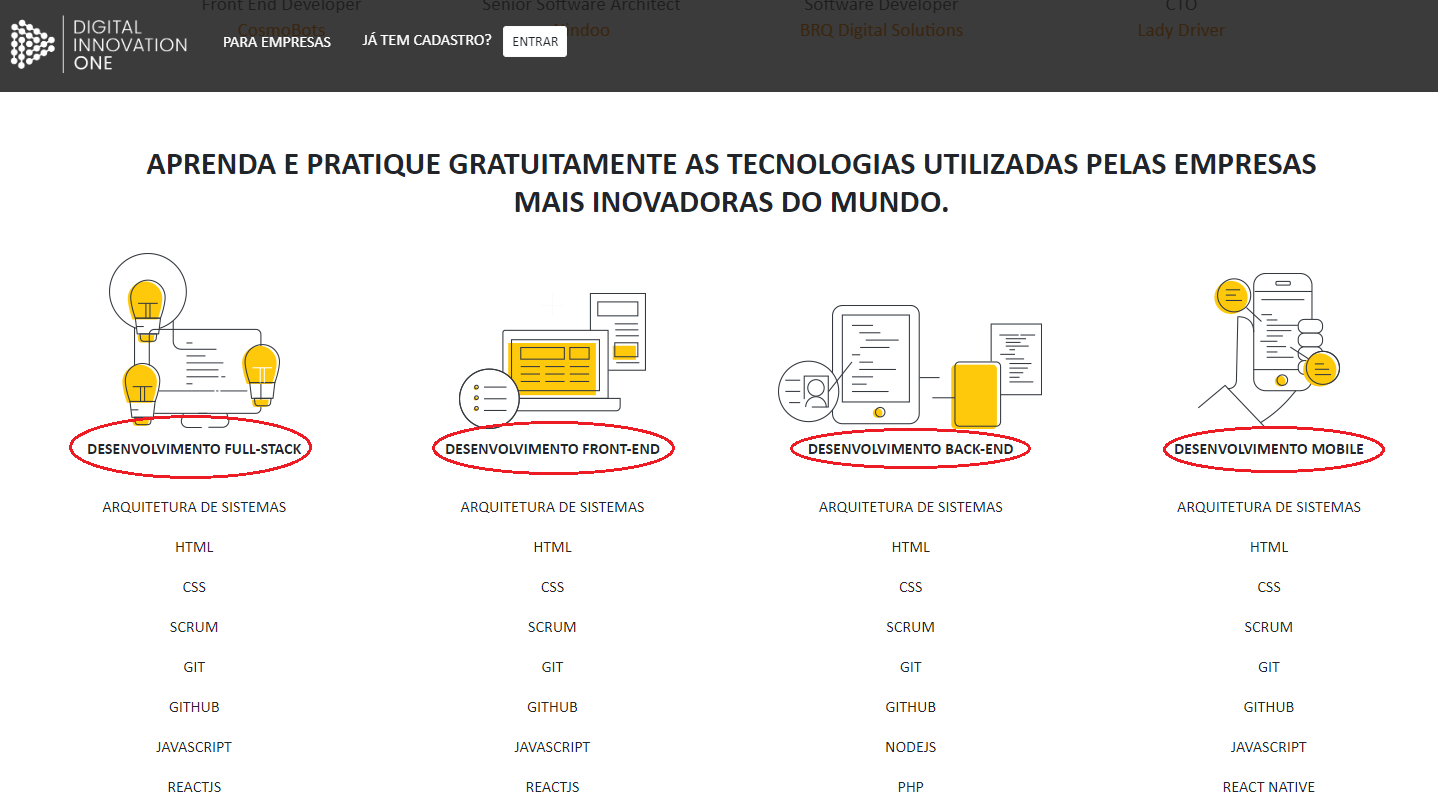 Front End Developer
Senior Software Architect
Software Developer
CTO
CosmoBots
BRQ Digital Solutions
Lady Driver
DIGITAL
INNOVATION
ONE
PARA EMPRESAS
JÁ TEM CADASTRO?
ENTRAR
APRENDA E PRATIQUE GRATUITAMENTE AS TECNOLOGIAS UTILIZADAS PELAS EMPRESAS
MAIS INOVADORAS DO MUNDO.
DESENVOLVIMENTO FULL-STACK
ARQUITETURA DE SISTEMAS
HTML
CSS
SCRUM
GIT
GITHUB
JAVASCRIPT
REACTJS
DESENVOLVIMENTO FRONT-END
ARQUITETURA DE SISTEMAS
HTML
CSS
SCRUM
GIT
GITHUB
JAVASCRIPT
REACTJS
DESENVOLVIMENTO BACK-END
ARQUITETURA DE SISTEMAS
HTML
CSS
SCRUM
GIT
GITHUB
NODEJS
PHP
DESENVOLVIMENTO MOBILE
ARQUITETURA DE SISTEMAS
HTML
CSS
SCRUM
GIT
GITHUB
JAVASCRIPT
REACT NATIVE